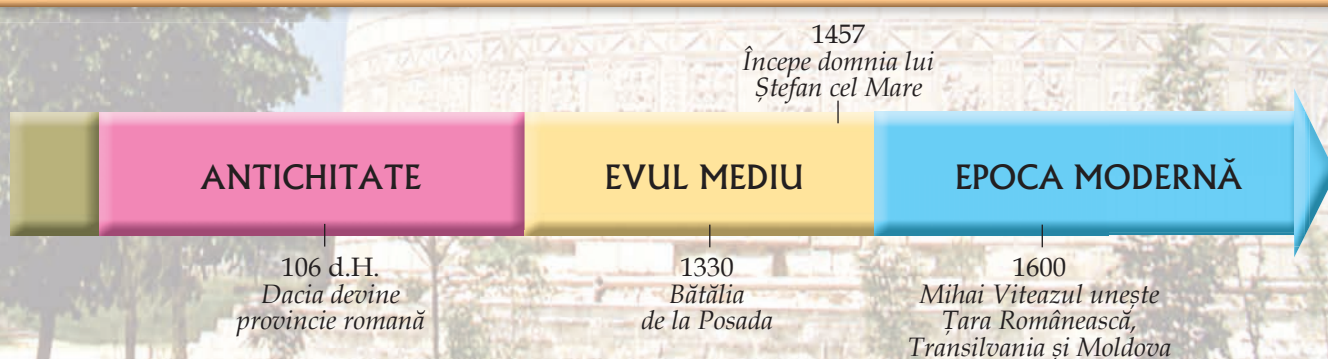 1457
Începe domnia lui
Ștefan cel Mare
ANTICHITATE
EVUL MEDIU
EPOCA MODERNĂ
106 d.H.
Dacia devine
provincie romană
1330
Bătălia
de la Posada
1600
Mihai Viteazul unește
Țara Românească,
Transilvania și Moldova